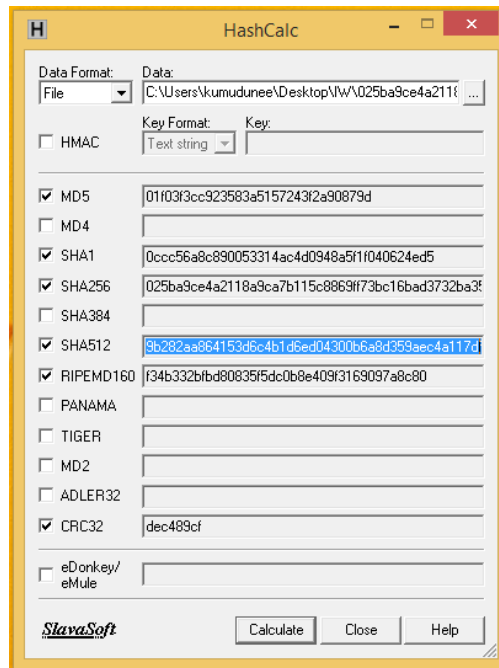 H HashCalc
Data Format: Data:
File C:\Users\kumudunee\Desktop\IW\025ba9ce4a2118 ...
Key Format: Key:
HMAC Text string
MD5 01f03f3cc923583a5157243f2a90879d
MD4
SHA1 0ccc56a8c890053314ac4d0948a5f1f040624ed5
SHA256 025ba9ce4a2118a9ca7b115c8869ff73bc16bad3732ba35
SHA384
SHA512 9b282aa864153d6c4b1d6ed04300b6a8d359aec4a117d
RIPEMD160 f34b332bfbd80835f5dc0b8e409f3169097a8c80
PANAMA
TIGER
MD2
ADLER32
CRC32 dec489cf
eDonkey/
eMule
SlavaSoft Calculate Close Help